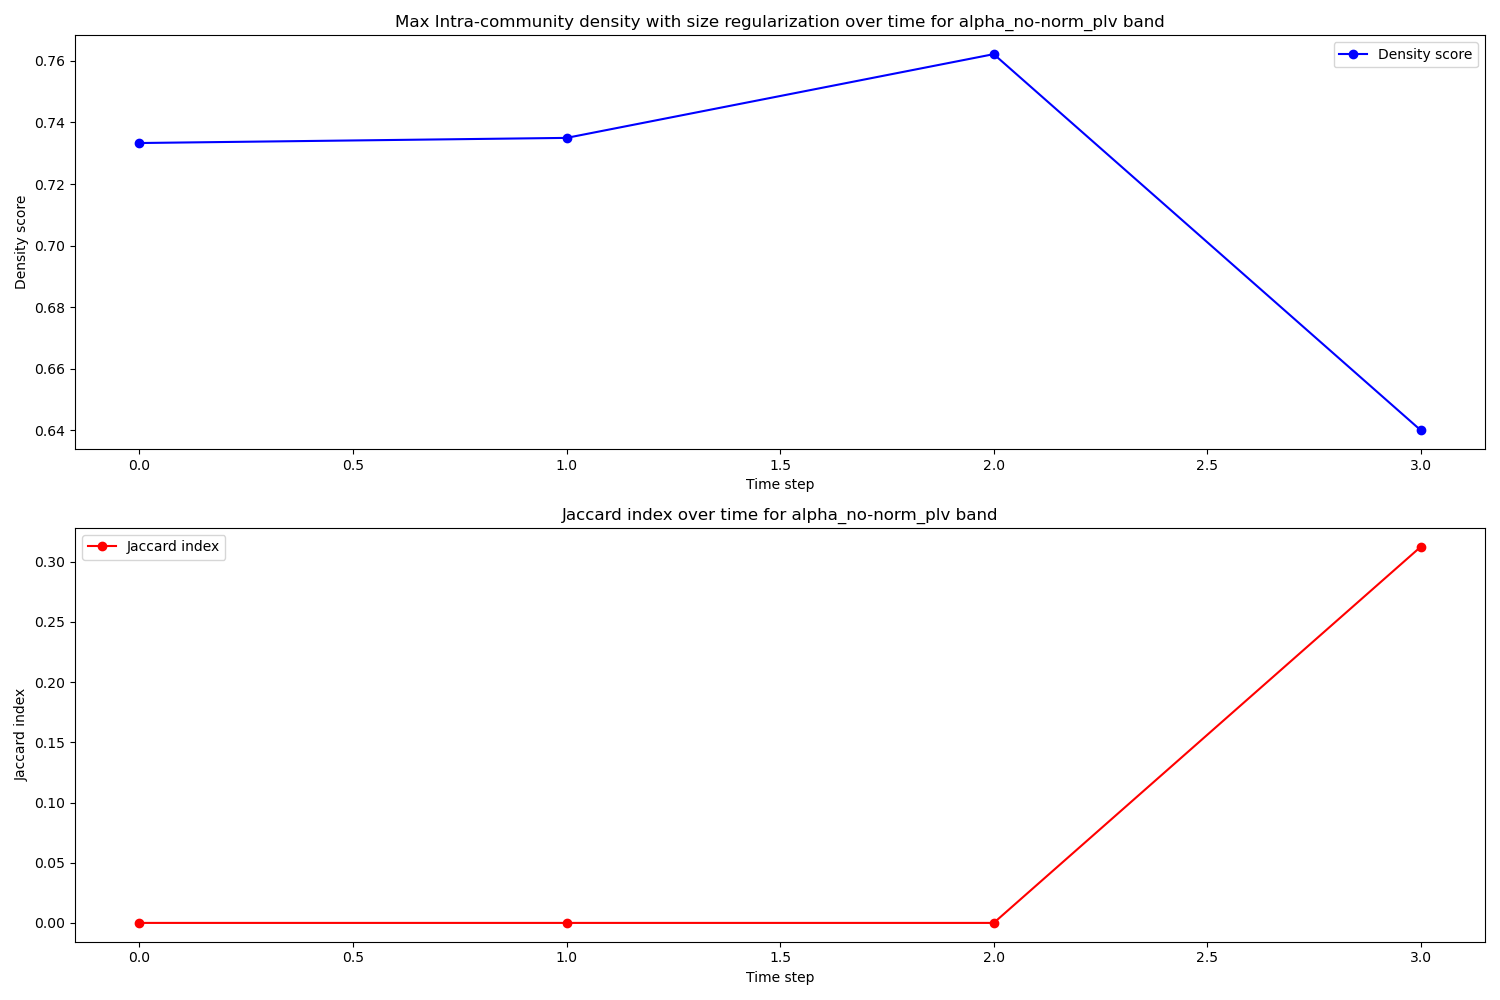 Max Intra-community density with size regularization over time for alpha_no-norm_plv band
Density score
0.76
0.74
0.72
0.70
0.68
0.66
0.64
Density score
0.0 0.5 1.0 1.5 2.0 2.5 3.0
Time step
Jaccard index over time for alpha_no-norm_plv band
Jaccard index
0.30
0.25
0.20
0.15
0.10
0.05
0.00
Jaccard index
0.0 0.5 1.0 1.5 2.0 2.5 3.0
Time step